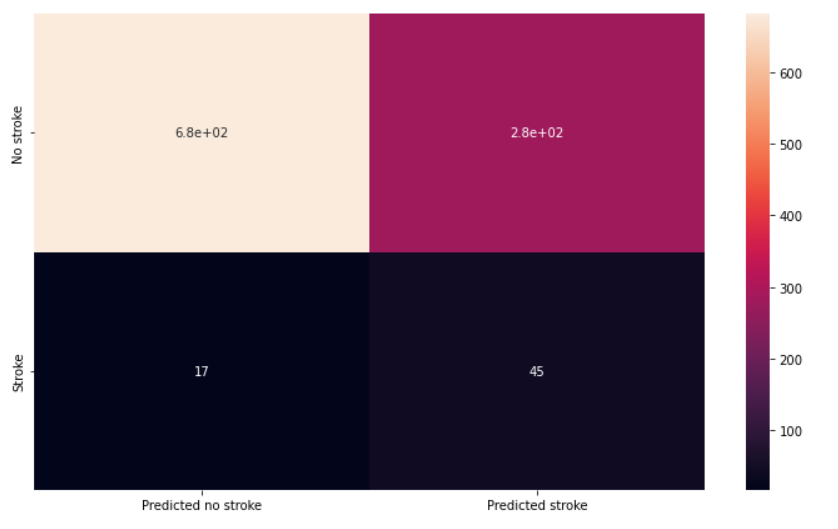 No stroke
6.8e+02
2.8e+02
Stroke
17
45
Predicted no stroke
Predicted stroke
600
500
400
300
200
100